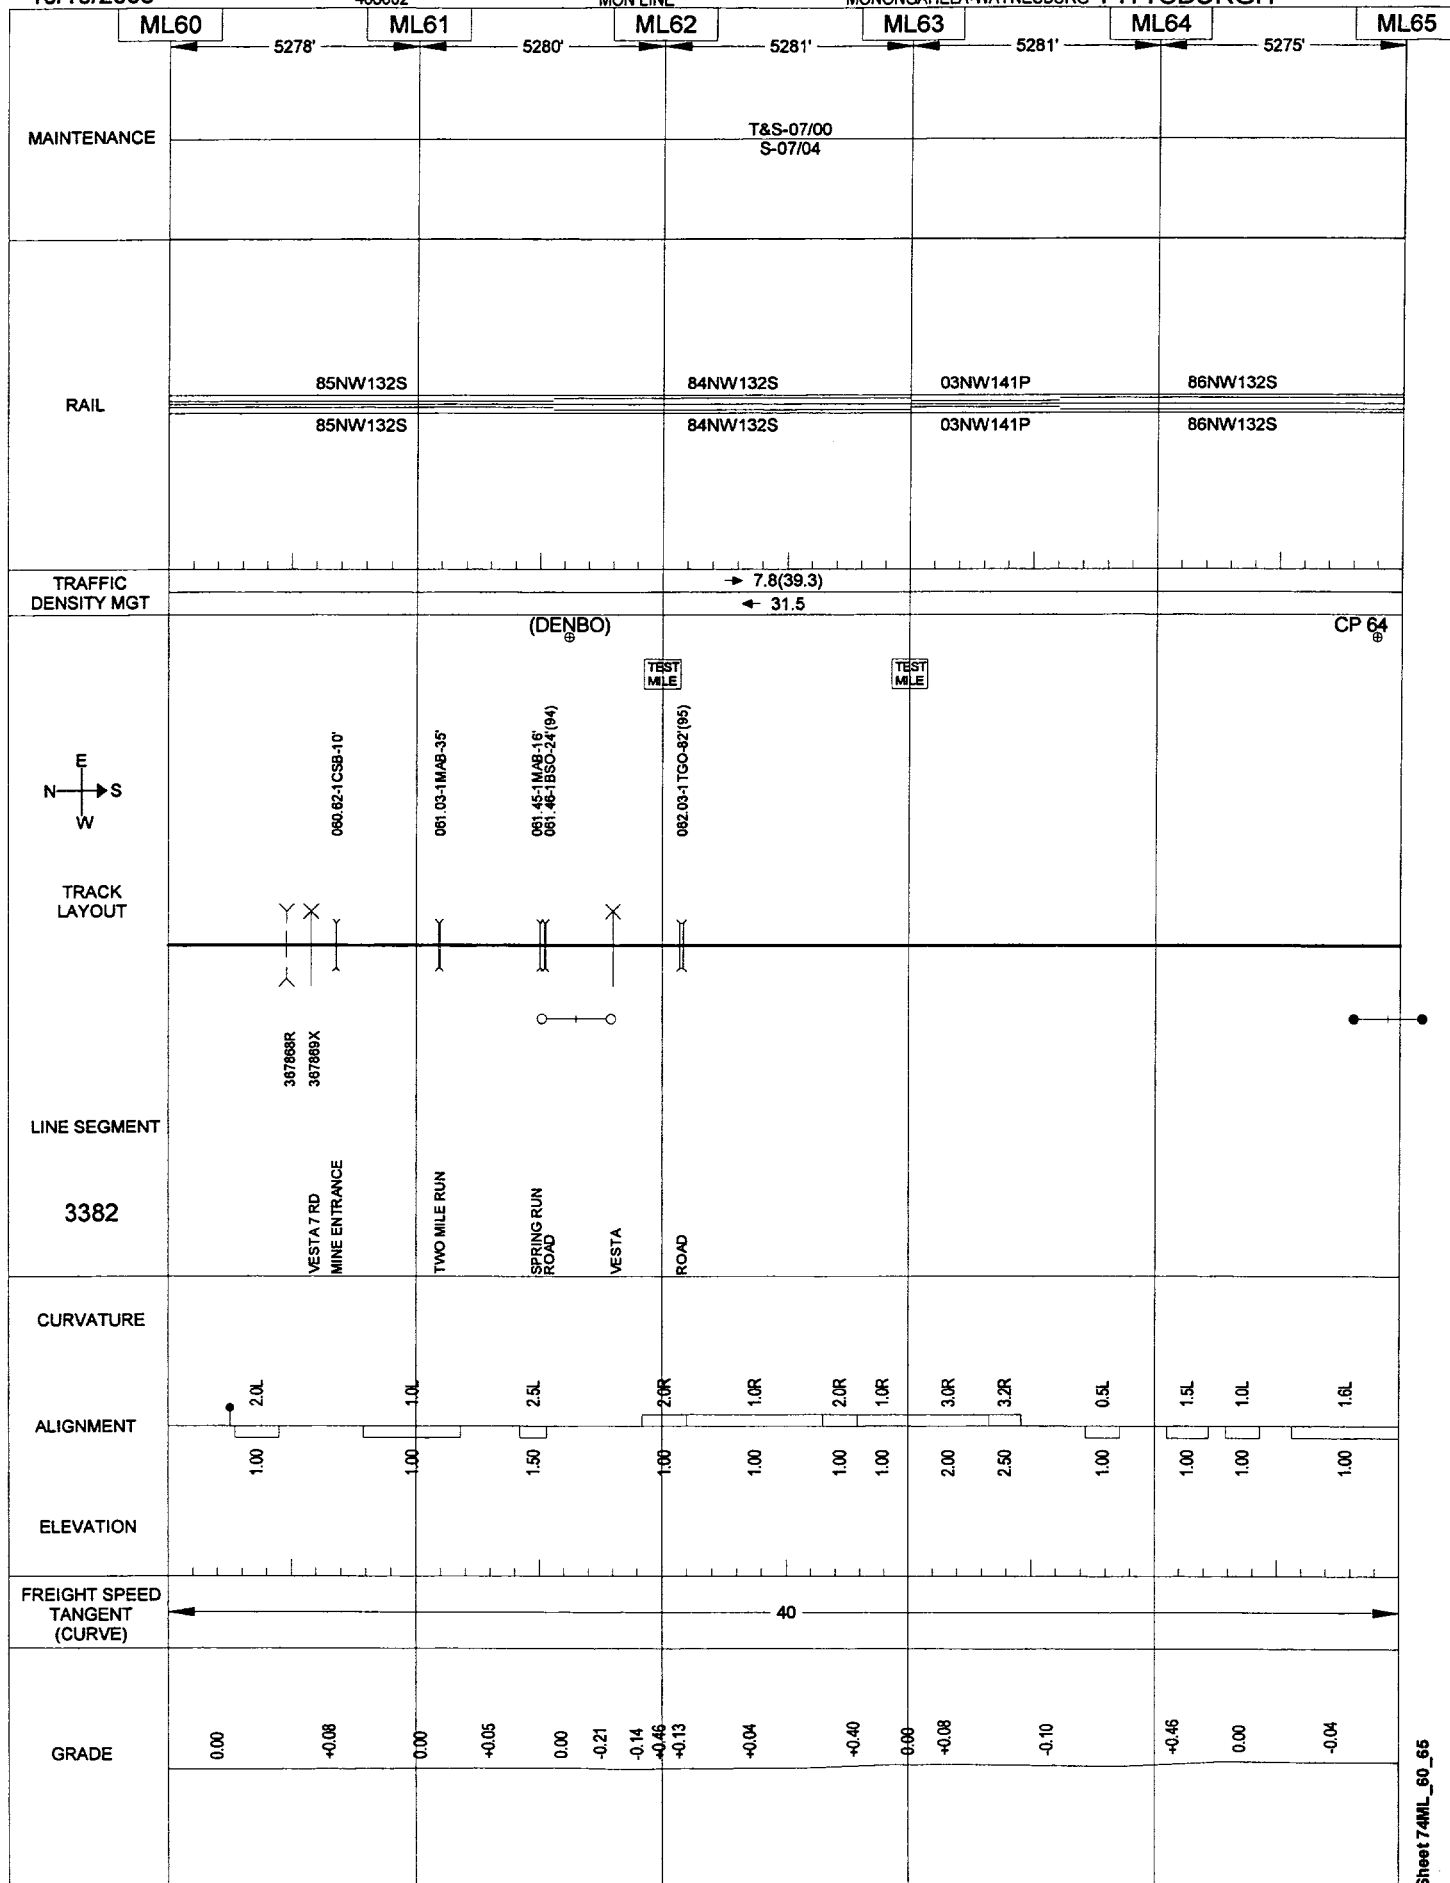 MON LINE
PITTSBURGH
ML60 ML61 ML62 ML63 ML64 ML65
5278' 5280' 5281' 5281' 5275'
MAINTENANCE
T&S-07/00
S-07/04
RAIL
85NW132S 84NW132S 03NW141P 86NW132S
85NW132S 84NW132S 03NW141P 86NW132S
TRAFFIC
DENSITY MGT
7.8(39.3)
31.5
(DENBO)
CP 64
TEST
MILE
TEST
MILE
E
N S
W
060.62-1CSB-10'
061.03-1MAB-35'
061.45-1MAB-16'
061.46-1BSO-24'(94)
062.03-1TGO-82'(95)
TRACK
LAYOUT
367868R
367869X
LINE SEGMENT
3382
VESTA 7 RD
MINE ENTRANCE
TWO MILE RUN
SPRING RUN
ROAD
VESTA
ROAD
CURVATURE
2.0L 1.0L 2.5L 2.0R 1.0R 2.0R 1.0R 3.0R 3.2R 0.5L 1.5L 1.0L 1.6L
ALIGNMENT
1.00 1.00 1.50 1.00 1.00 1.00 1.00 2.00 2.50 1.00 1.00 1.00 1.00
ELEVATION
FREIGHT SPEED
TANGENT
(CURVE)
40
GRADE
0.00 +0.08 0.00 +0.05 0.00 -0.21 -0.14 +0.46 +0.13 +0.04 +0.40 0.00 +0.08 -0.10 +0.46 0.00 -0.04
Sheet 74ML_60_65